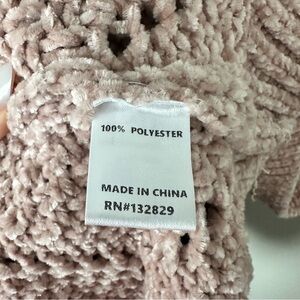 100% POLYESTER
MADE IN CHINA
RN#132829